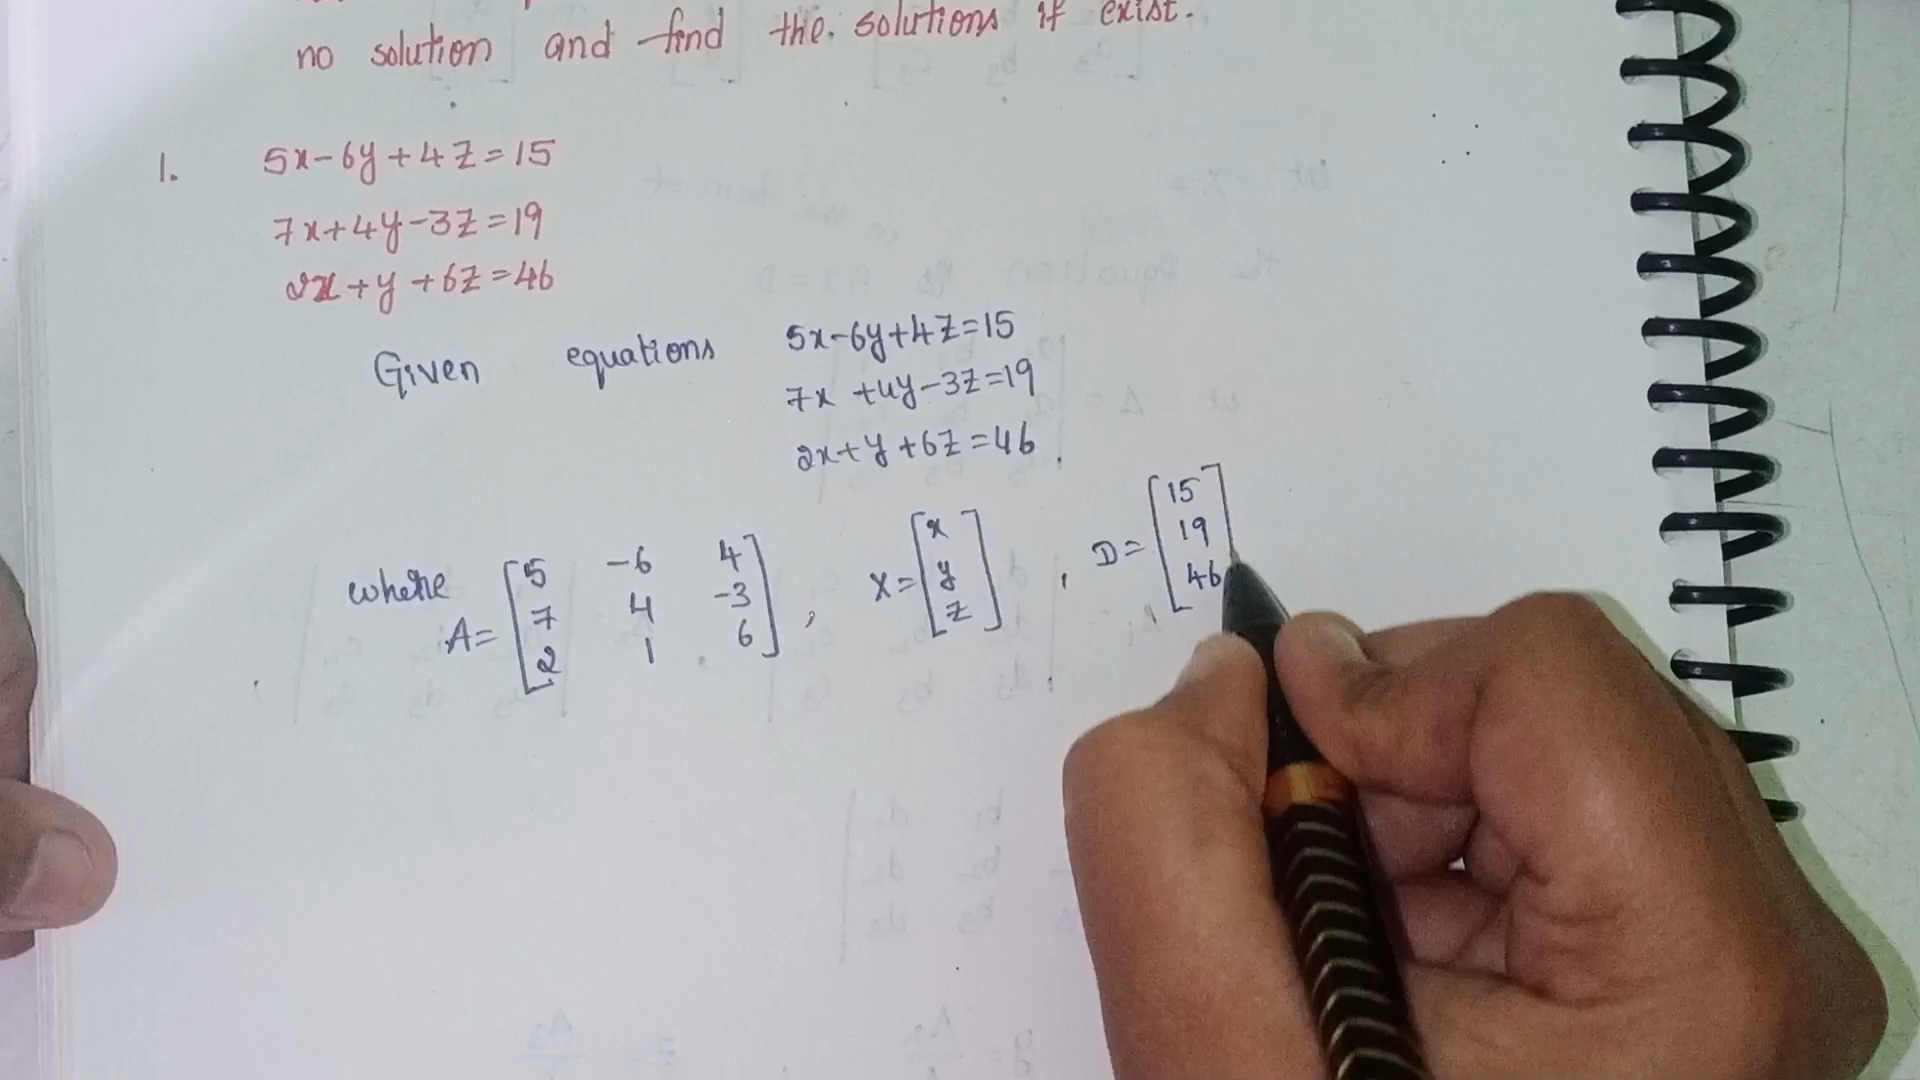 no solution and find the. solutions if exist.
1. 5x-6y+4z=15
7x+4y-3z=19
2x+y+6z=46
Given equations 5x-6y+4z=15
7x+4y-3z=19
2x+y+6z=46.
where A= [5 -6 4
7 4 -3
2 1 6], X= [x
y
z], D= [15
19
46]